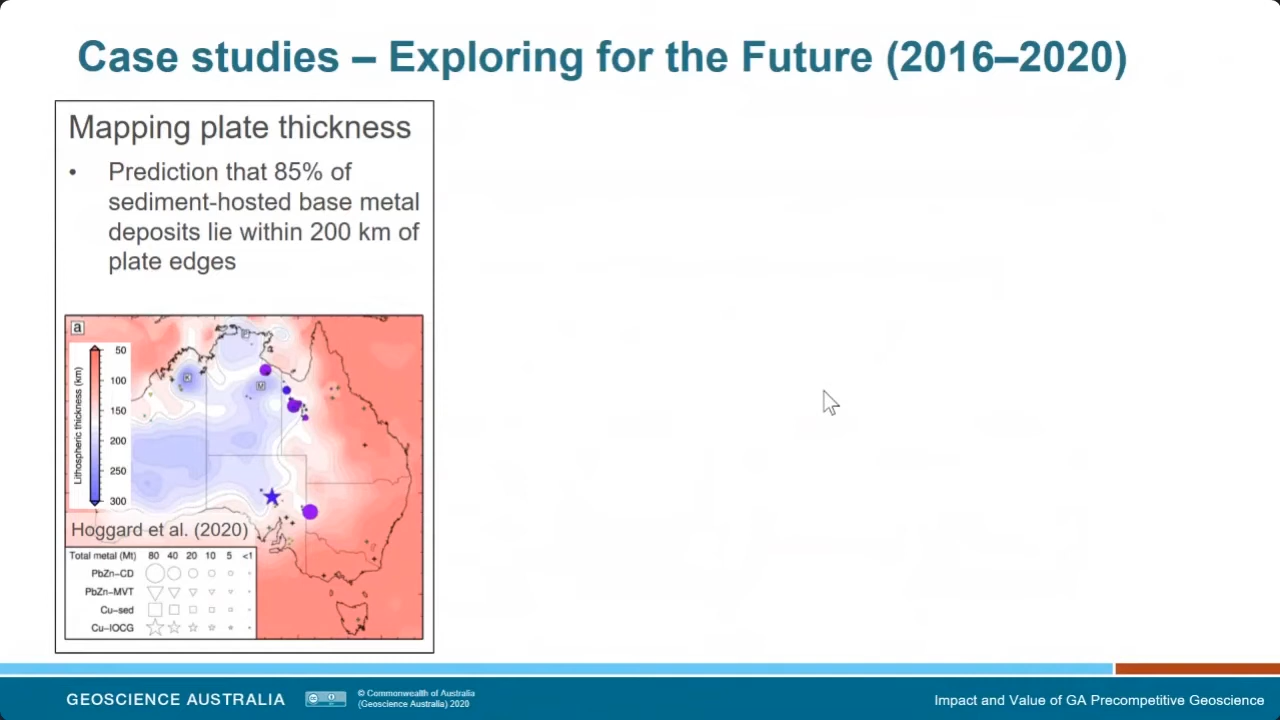 Case studies – Exploring for the Future (2016–2020)
Mapping plate thickness
• Prediction that 85% of
sediment-hosted base metal
deposits lie within 200 km of
plate edges
a
Lithospheric thickness (km)
50
100
150
200
250
300
M
Hoggard et al. (2020)
Total metal (Mt) 80 40 20 10 5 <1
PbZn–CD
PbZn–MVT
Cu–sed
Cu–IOCG
GEOSCIENCE AUSTRALIA
© Commonwealth of Australia
(Geoscience Australia) 2020
Impact and Value of GA Precompetitive Geoscience